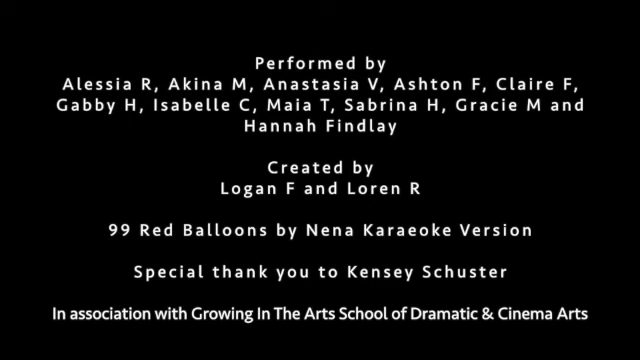 Performed by
Alessia R, Akina M, Anastasia V, Ashton F, Claire F,
Gabby H, Isabelle C, Maia T, Sabrina H, Gracie M and
Hannah Findlay
Created by
Logan F and Loren R
99 Red Balloons by Nena Karaeoke Version
Special thank you to Kensey Schuster
In association with Growing In The Arts School of Dramatic & Cinema Arts